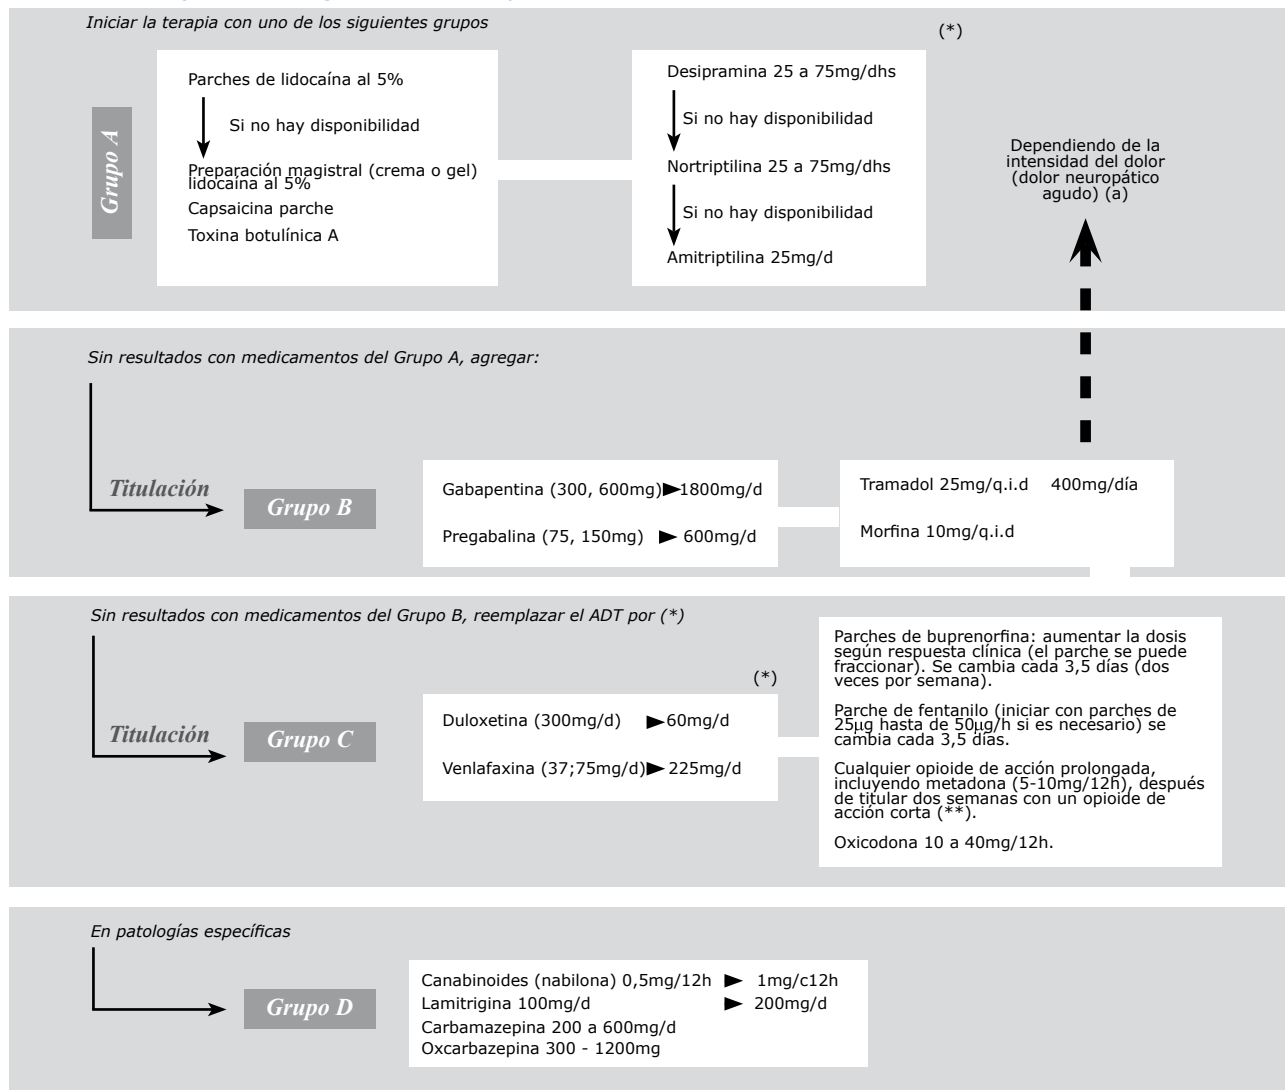 Iniciar la terapia con uno de los siguientes grupos
(*)
Grupo A
Parches de lidocaína al 5%
Si no hay disponibilidad
Preparación magistral (crema o gel)
lidocaína al 5%
Capsaicina parche
Toxina botulínica A
Desipramina 25 a 75mg/dhs
Si no hay disponibilidad
Nortriptilina 25 a 75mg/dhs
Si no hay disponibilidad
Amitriptilina 25mg/d
Dependiendo de la
intensidad del dolor
(dolor neuropático
agudo) (a)
Sin resultados con medicamentos del Grupo A, agregar:
Titulación
Grupo B
Gabapentina (300, 600mg)►1800mg/d
Pregabalina (75, 150mg) ► 600mg/d
Tramadol 25mg/q.i.d 400mg/día
Morfina 10mg/q.i.d
Sin resultados con medicamentos del Grupo B, reemplazar el ADT por (*)
(*)
Titulación
Grupo C
Duloxetina (300mg/d) ►60mg/d
Venlafaxina (37;75mg/d)►225mg/d
Parches de buprenorfina: aumentar la dosis
según respuesta clínica (el parche se puede
fraccionar). Se cambia cada 3,5 días (dos
veces por semana).
Parche de fentanilo (iniciar con parches de
25µg hasta de 50µg/h si es necesario) se
cambia cada 3,5 días.
Cualquier opioide de acción prolongada,
incluyendo metadona (5-10mg/12h), después
de titular dos semanas con un opioide de
acción corta (**).
Oxicodona 10 a 40mg/12h.
En patologías específicas
Grupo D
Canabinoides (nabilona) 0,5mg/12h ► 1mg/c12h
Lamitrigina 100mg/d ► 200mg/d
Carbamazepina 200 a 600mg/d
Oxcarbazepina 300 - 1200mg